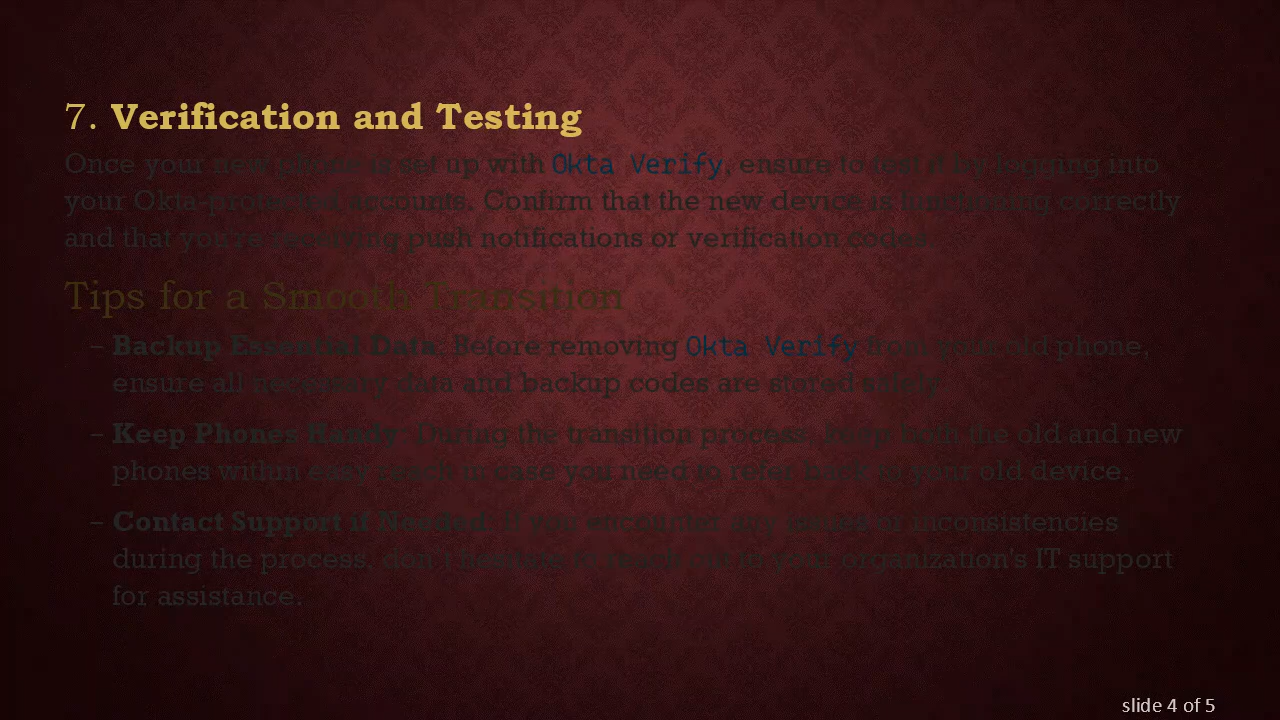 7. Verification and Testing
Once your new phone is set up with Okta Verify, ensure to test it by logging into
your Okta-protected accounts. Confirm that the new device is functioning correctly
and that you're receiving push notifications or verification codes.
Tips for a Smooth Transition
– Backup Essential Data: Before removing Okta Verify from your old phone,
ensure all necessary data and backup codes are stored safely.
– Keep Phones Handy: During the transition process, keep both the old and new
phones within easy reach in case you need to refer back to your old device.
– Contact Support if Needed: If you encounter any issues or inconsistencies
during the process, don't hesitate to reach out to your organization's IT support
for assistance.
slide 4 of 5